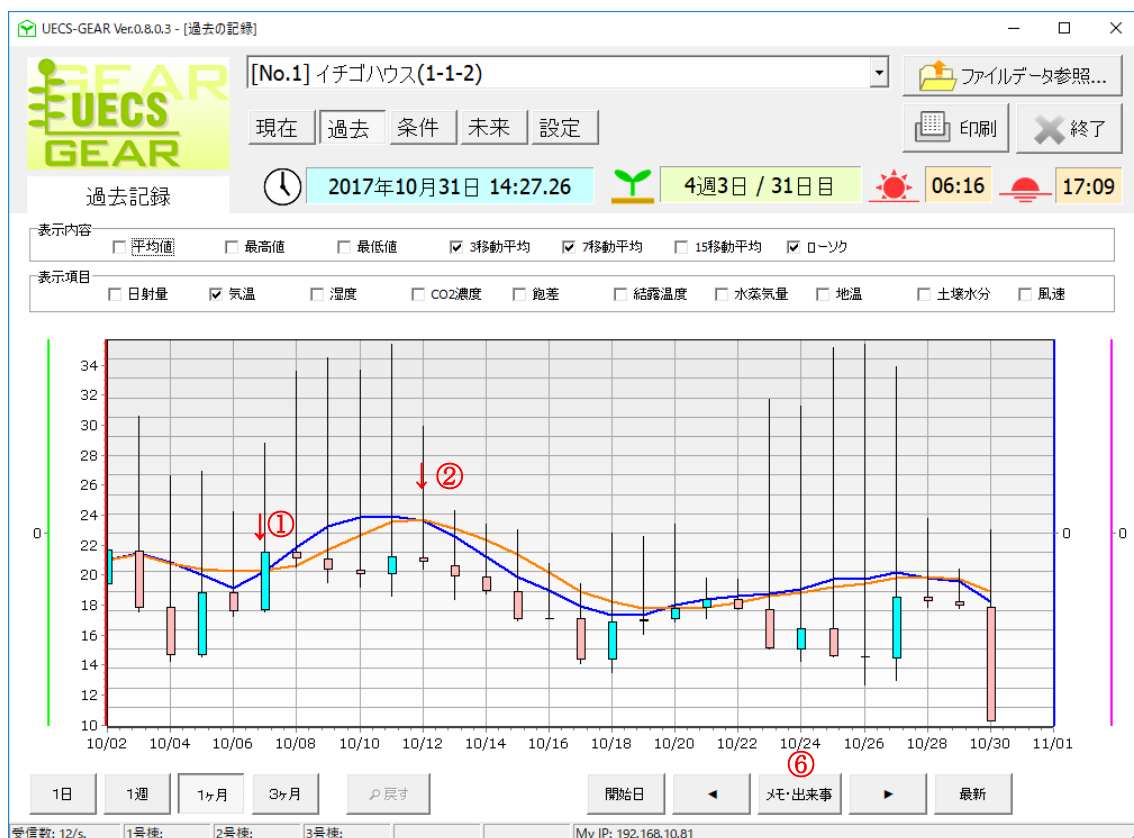 UECS-GEAR Ver.0.8.0.3 - [過去の記録]
GEAR
UECS
GEAR
過去記録
[No.1] イチゴハウス(1-1-2)
ファイルデータ参照...
現在 過去 条件 未来 設定
印刷 終了
2017年10月31日 14:27.26 4週3日 / 31日目 06:16 17:09
表示内容
平均値 最高値 最低値 3移動平均 7移動平均 15移動平均 ローソク
表示項目
日射量 気温 湿度 CO2濃度 飽差 結露温度 水蒸気量 地温 土壌水分 風速
34
32
30
28
26
24
22
20
18
16
14
12
10
0
0
0
↓①
↓②
10/02 10/04 10/06 10/08 10/10 10/12 10/14 10/16 10/18 10/20 10/22 10/24 10/26 10/28 10/30 11/01
⑥
1日 1週 1ヶ月 3ヶ月 戻す 開始日 ◄ メモ・出来事 ► 最新
受信数: 12/s. 1号棟: 2号棟: 3号棟: My IP: 192.168.10.81